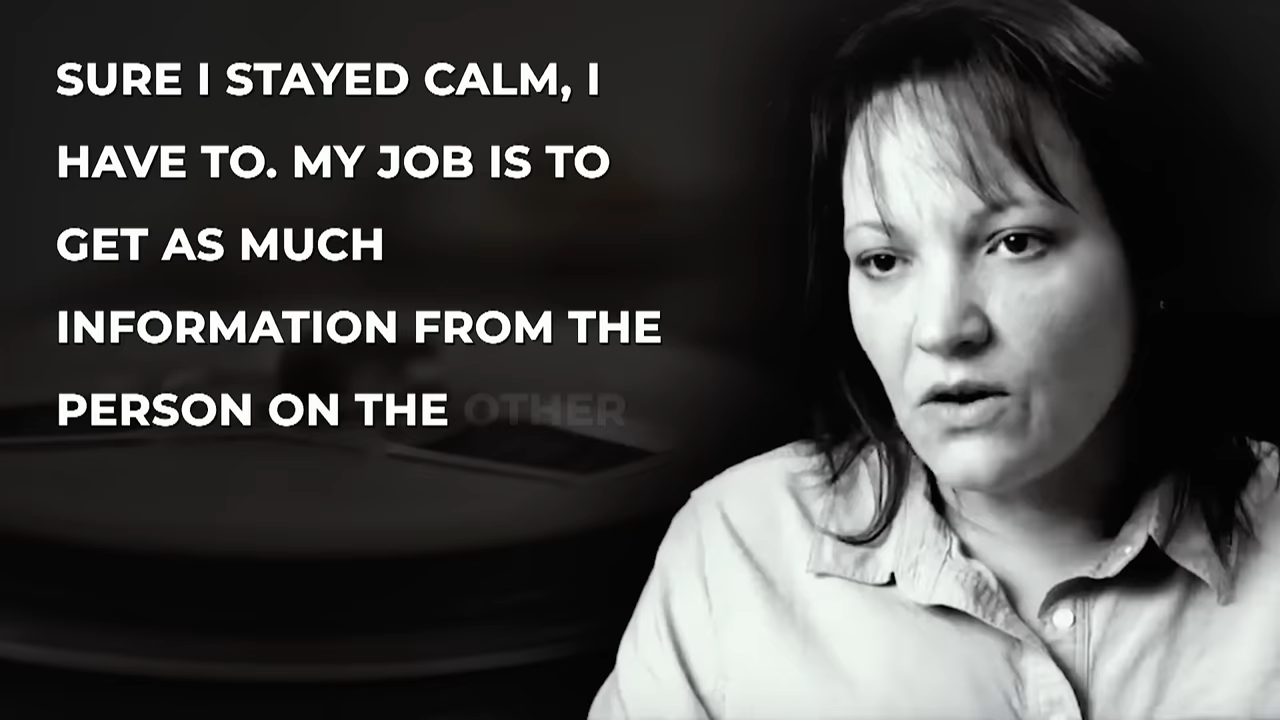 SURE I STAYED CALM, I
HAVE TO. MY JOB IS TO
GET AS MUCH
INFORMATION FROM THE
PERSON ON THE OTHER